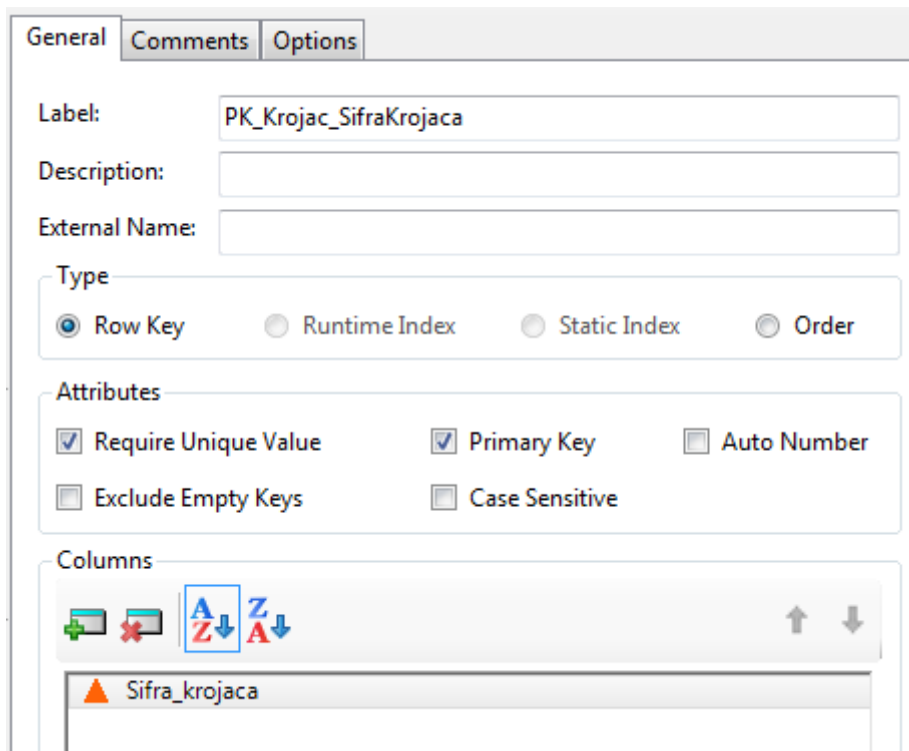 General Comments Options
Label: PK_Krojac_SifraKrojaca
Description:
External Name:
Type
Row Key Runtime Index Static Index Order
Attributes
Require Unique Value Primary Key Auto Number
Exclude Empty Keys Case Sensitive
Columns
A Z Z A
Sifra_krojaca